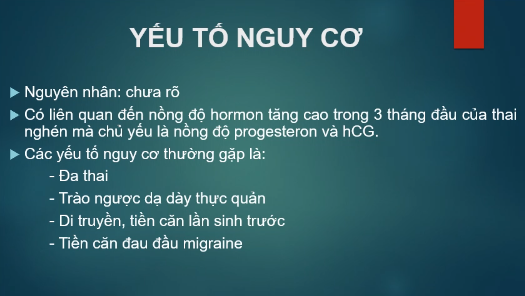 YẾU TỐ NGUY CƠ
Nguyên nhân: chưa rõ
Có liên quan đến nồng độ hormon tăng cao trong 3 tháng đầu của thai
nghén mà chủ yếu là nồng độ progesteron và hCG.
Các yếu tố nguy cơ thường gặp là:
- Đa thai
- Trào ngược dạ dày thực quản
- Di truyền, tiền căn lần sinh trước
- Tiền căn đau đầu migraine